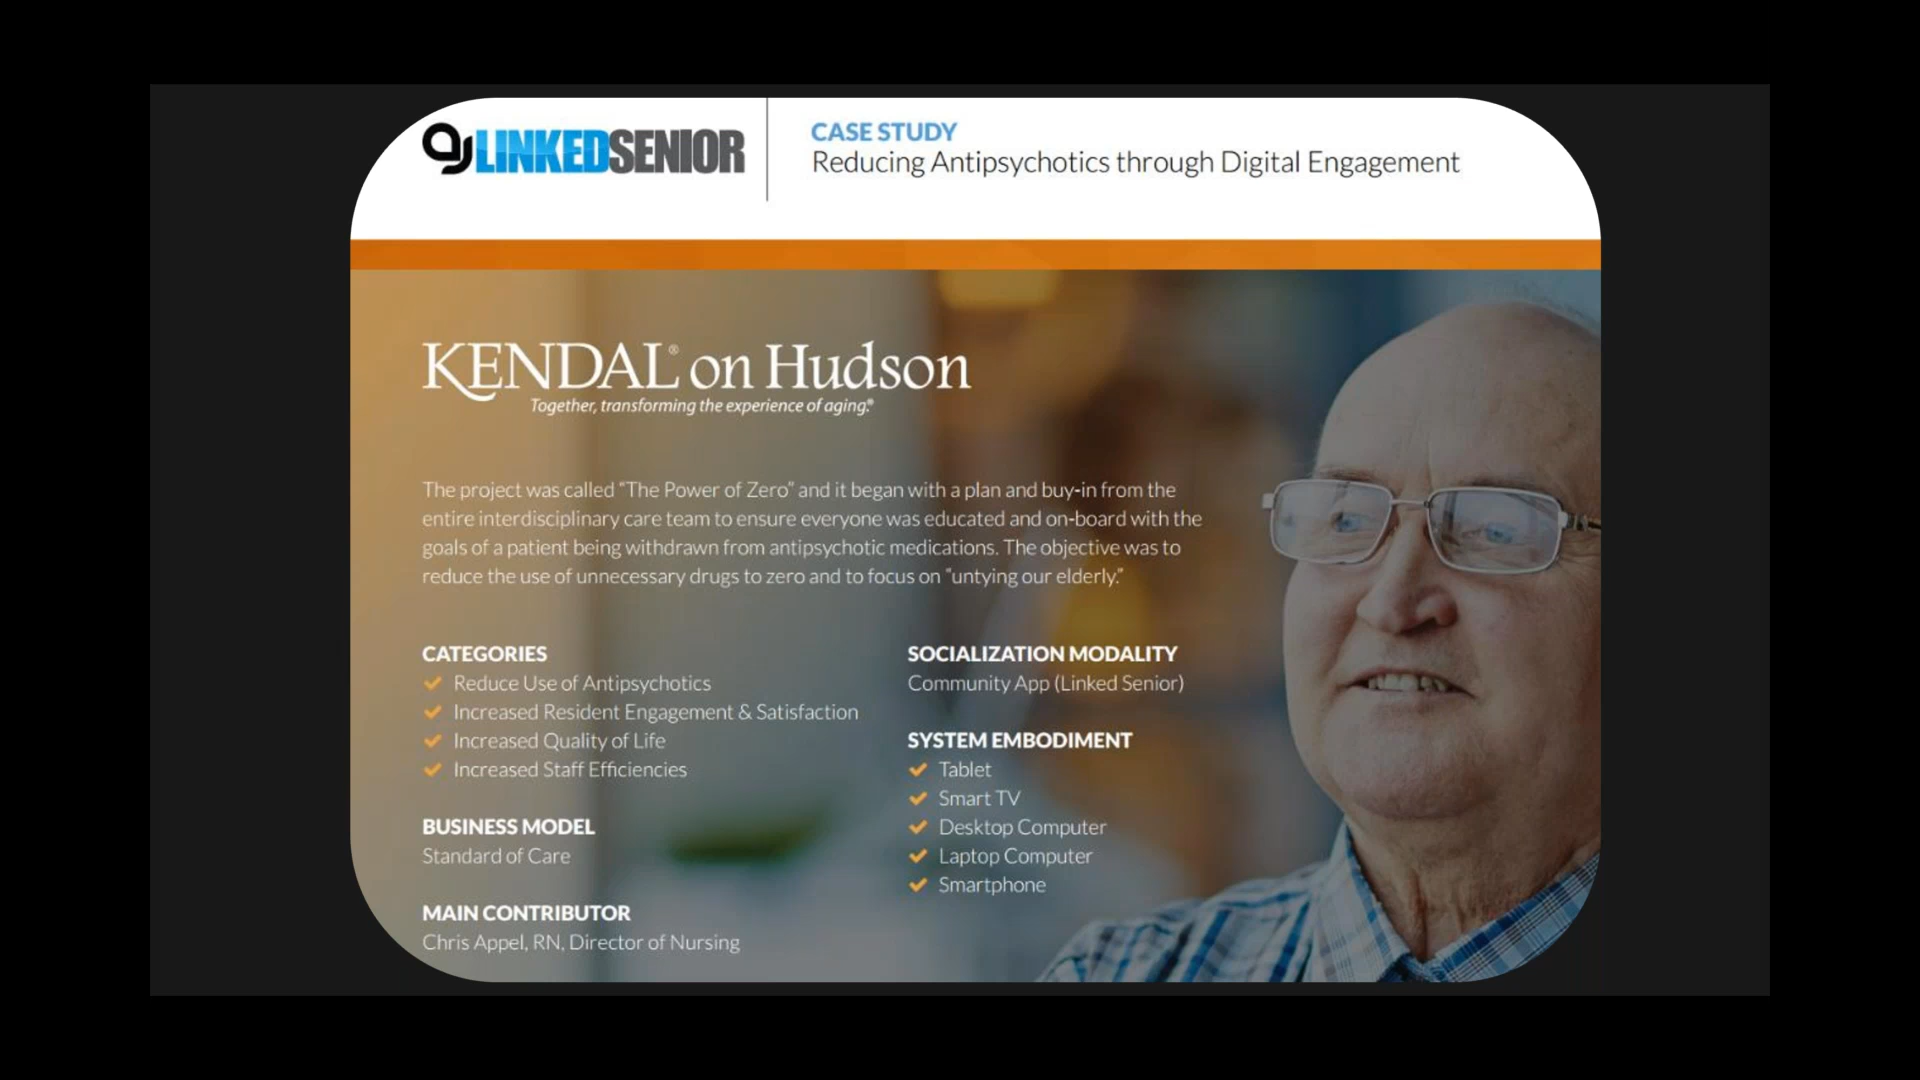 LINKEDSENIOR
CASE STUDY
Reducing Antipsychotics through Digital Engagement
KENDAL® on Hudson
Together, transforming the experience of aging.®
The project was called “The Power of Zero” and it began with a plan and buy-in from the
entire interdisciplinary care team to ensure everyone was educated and on-board with the
goals of a patient being withdrawn from antipsychotic medications. The objective was to
reduce the use of unnecessary drugs to zero and to focus on “untying our elderly.”
CATEGORIES
Reduce Use of Antipsychotics
Increased Resident Engagement & Satisfaction
Increased Quality of Life
Increased Staff Efficiencies
BUSINESS MODEL
Standard of Care
MAIN CONTRIBUTOR
Chris Appel, RN, Director of Nursing
SOCIALIZATION MODALITY
Community App (Linked Senior)
SYSTEM EMBODIMENT
Tablet
Smart TV
Desktop Computer
Laptop Computer
Smartphone